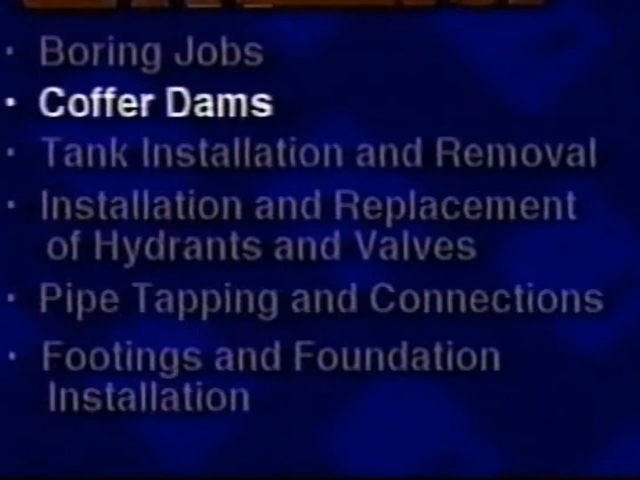 · Boring Jobs
· Coffer Dams
· Tank Installation and Removal
· Installation and Replacement
of Hydrants and Valves
· Pipe Tapping and Connections
· Footings and Foundation
Installation